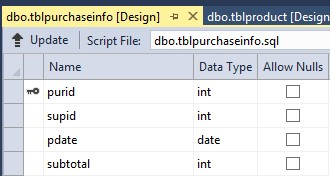 dbo.tblpurchaseinfo [Design] dbo.tblproduct [Design
Update Script File: dbo.tblpurchaseinfo.sql
Name Data Type Allow Nulls
purid int
supid int
pdate date
subtotal int